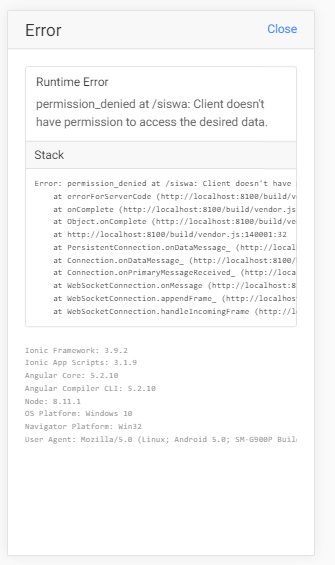 Error
Close
Runtime Error
permission_denied at /siswa: Client doesn't
have permission to access the desired data.
Stack
Error: permission_denied at /siswa: Client doesn't have
at errorForServerCode (http://localhost:8100/build/v
at onComplete (http://localhost:8100/build/vendor.js
at Object.onComplete (http://localhost:8100/build/ve
at http://localhost:8100/build/vendor.js:140001:32
at PersistentConnection.onDataMessage_ (http://local
at Connection.onDataMessage_ (http://localhost:8100/
at Connection.onPrimaryMessageReceived_ (http://loca
at WebSocketConnection.onMessage (http://localhost:8
at WebSocketConnection.appendFrame_ (http://localhos
at WebSocketConnection.handleIncomingFrame (http://l
Ionic Framework: 3.9.2
Ionic App Scripts: 3.1.9
Angular Core: 5.2.10
Angular Compiler CLI: 5.2.10
Node: 8.11.1
OS Platform: Windows 10
Navigator Platform: Win32
User Agent: Mozilla/5.0 (Linux; Android 5.0; SM-G900P Buil